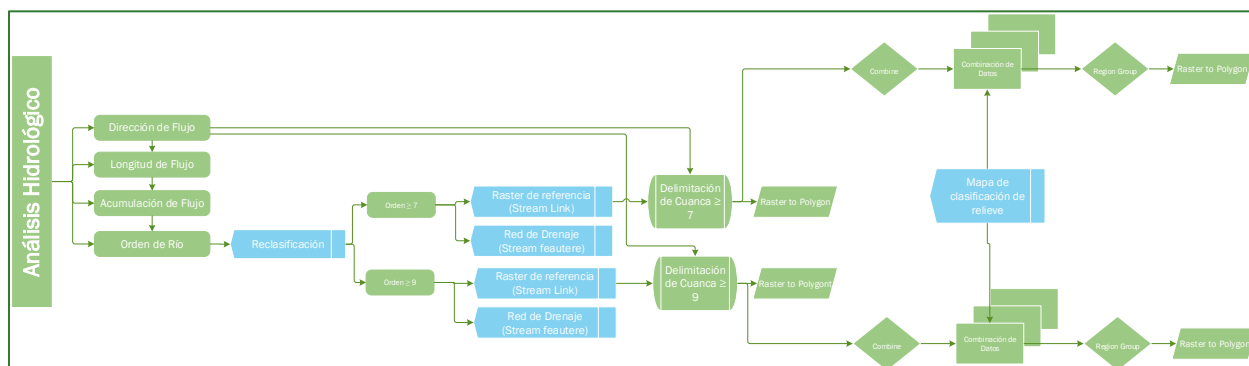 Análisis Hidrológico
Dirección de Flujo
Longitud de Flujo
Acumulación de Flujo
Orden de Río
Reclasificación
Orden ≥ 7
Orden ≥ 9
Raster de referencia
(Stream Link)
Red de Drenaje
(Stream feautere)
Raster de referencia
(Stream Link)
Red de Drenaje
(Stream feautere)
Delimitación
de Cuanca ≥
7
Delimitación
de Cuanca ≥
9
Raster to Polygon
Raster to Polygont
Combine
Combinación de
Datos
Region Group
Raster to Polygon
Mapa de
clasificación de
relieve
Combine
Combinación de
Datos
Region Group
Raster to Polygon